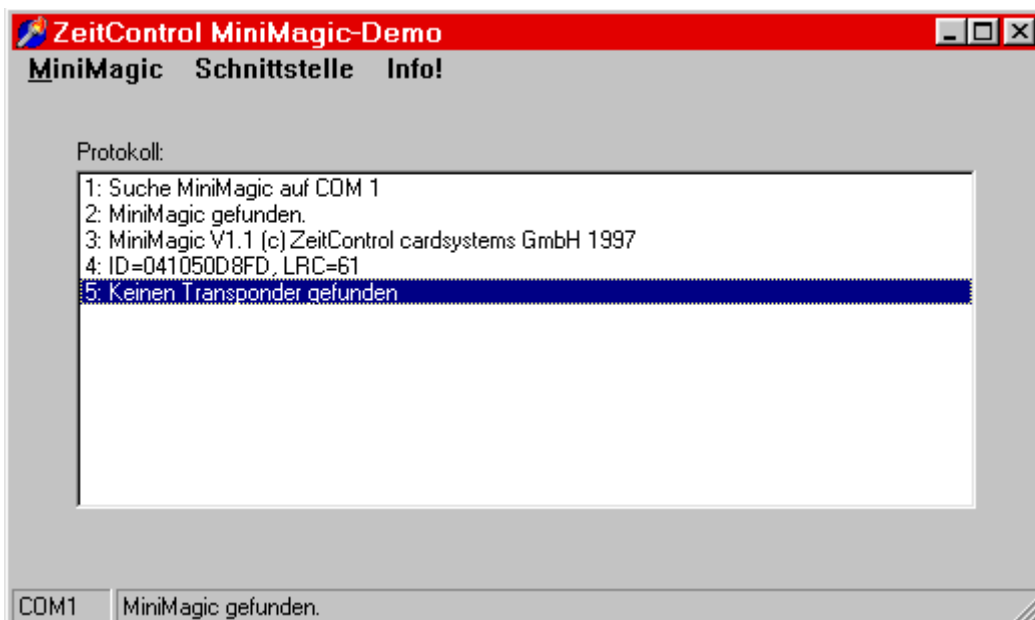 ZeitControl MiniMagic-Demo
MiniMagic Schnittstelle Info!
Protokoll:
1: Suche MiniMagic auf COM 1
2: MiniMagic gefunden.
3: MiniMagic V1.1 (c) ZeitControl cardsystems GmbH 1997
4: ID=041050D8FD, LRC=61
5: Keinen Transponder gefunden
COM1 MiniMagic gefunden.